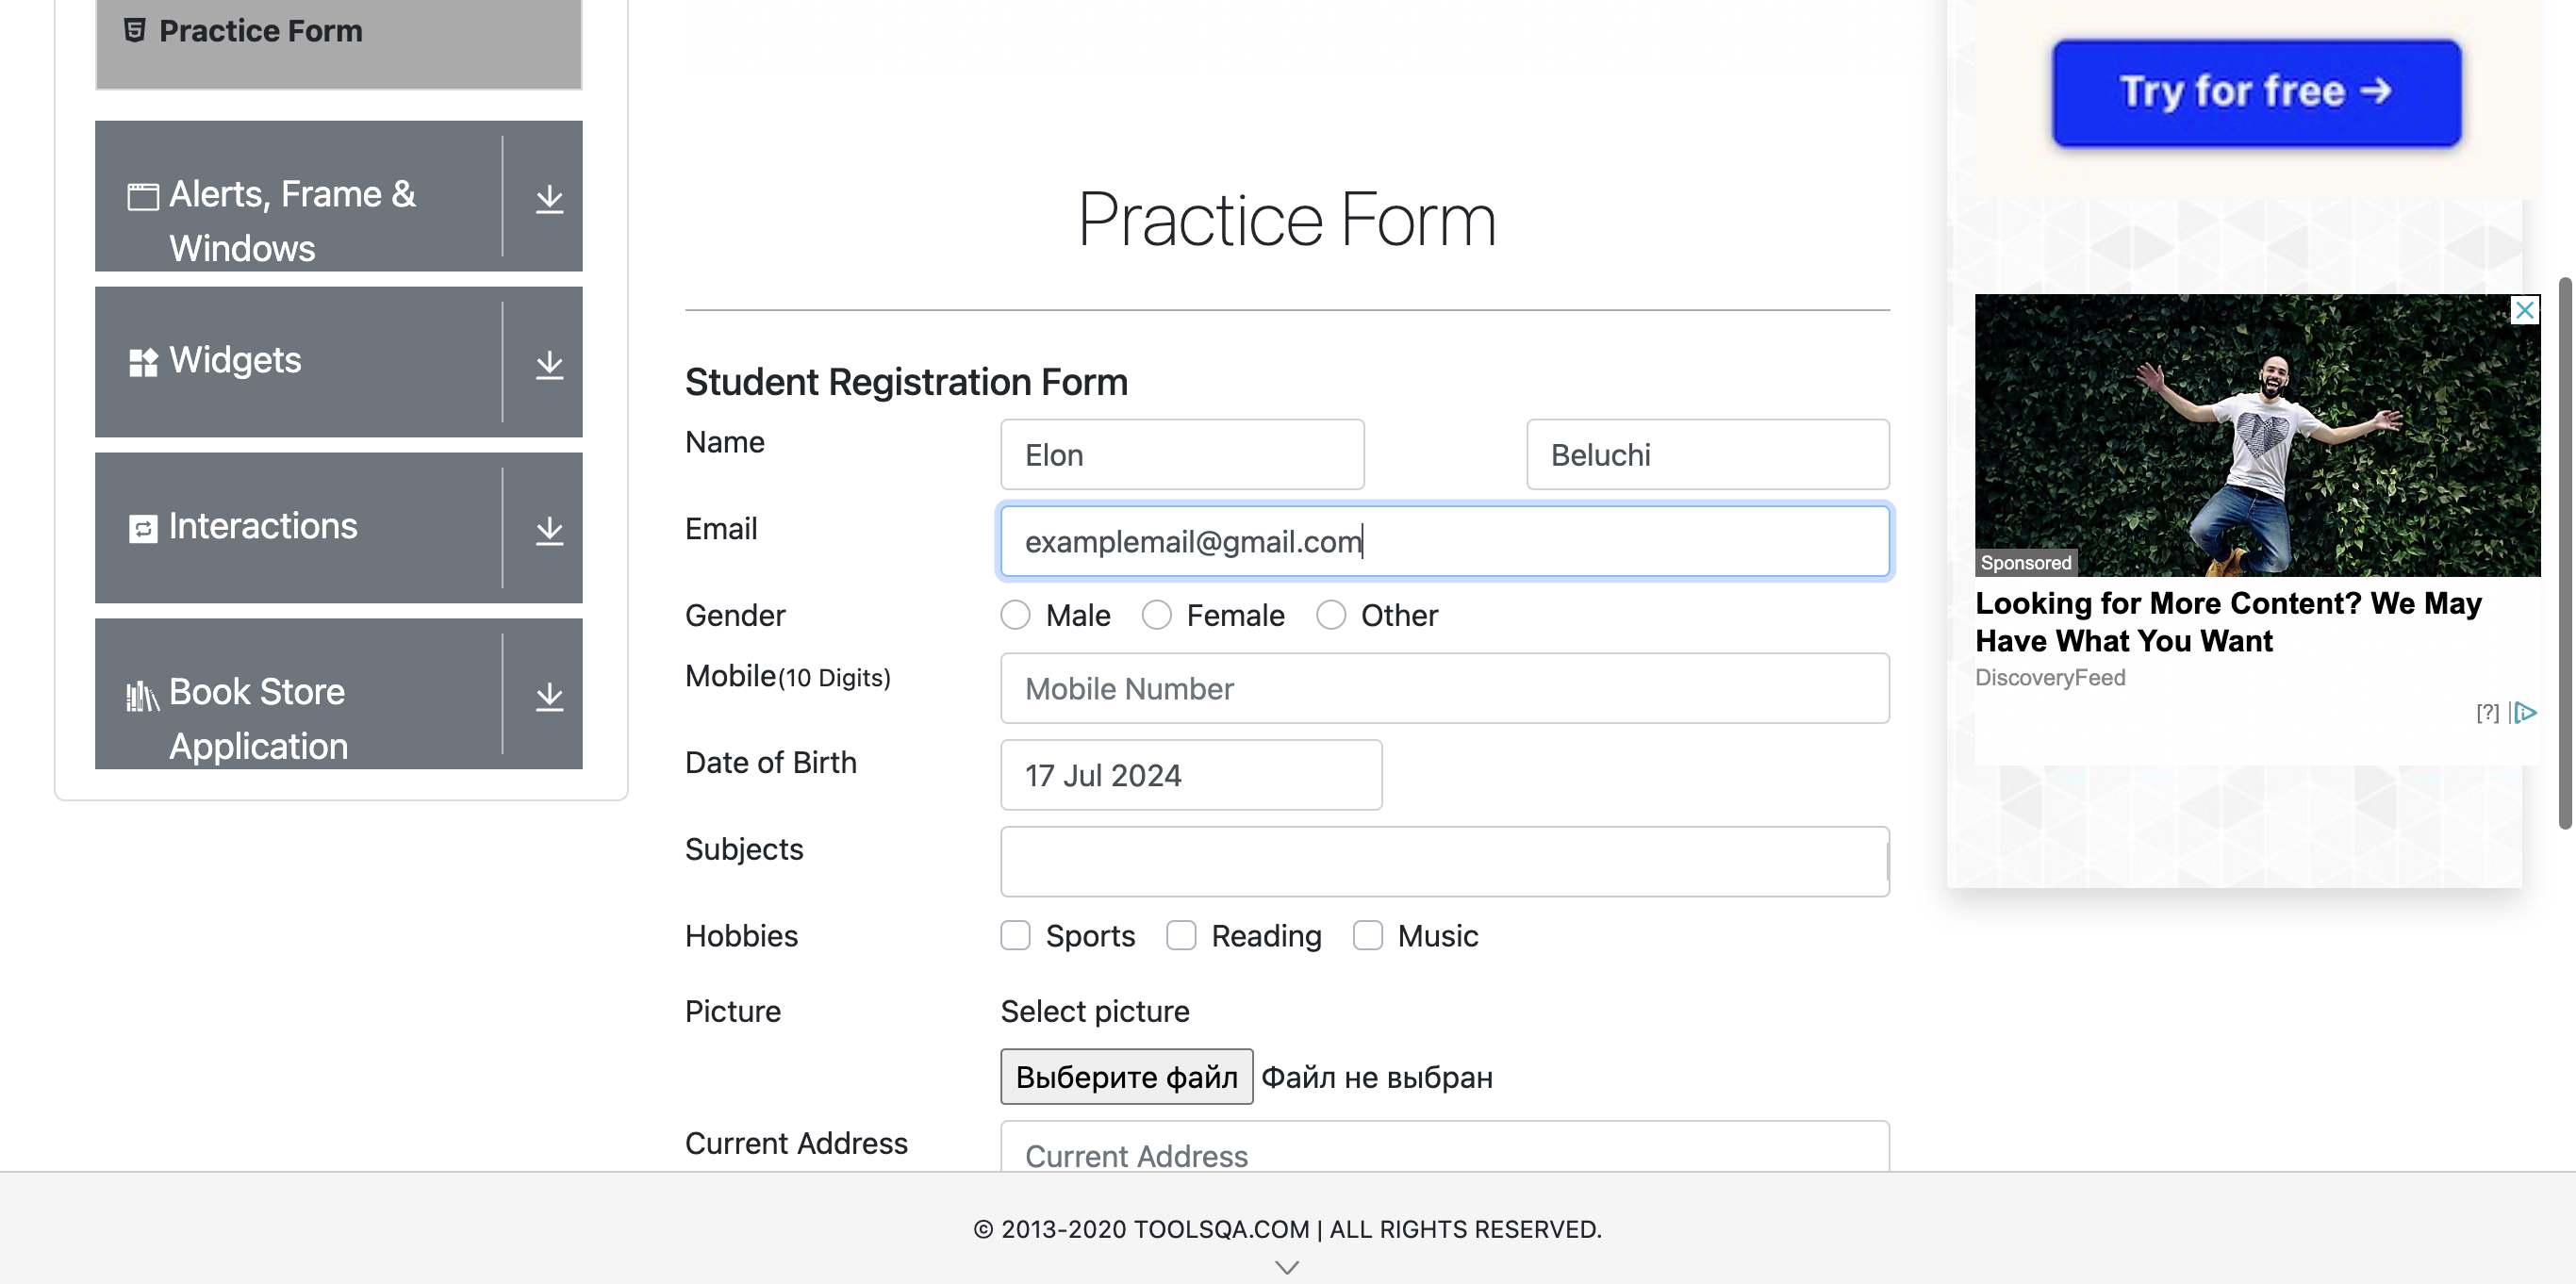 Practice Form
Alerts, Frame &
Windows
Widgets
Interactions
Book Store
Application
Practice Form
Student Registration Form
Name Elon Beluchi
Email examplemail@gmail.com
Gender Male Female Other
Mobile(10 Digits) Mobile Number
Date of Birth 17 Jul 2024
Subjects
Hobbies Sports Reading Music
Picture Select picture
Выберите файл Файл не выбран
Current Address Current Address
Try for free →
Sponsored
Looking for More Content? We May
Have What You Want
DiscoveryFeed
[?]
© 2013-2020 TOOLSQA.COM | ALL RIGHTS RESERVED.